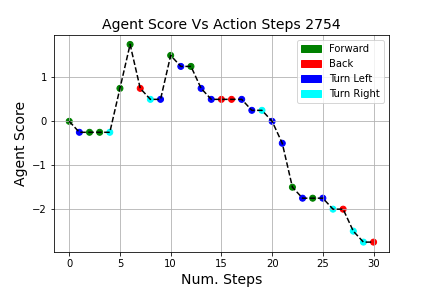 Agent Score Vs Action Steps 2754
Forward
Back
Turn Left
Turn Right
Agent Score
1
0
−1
−2
0 5 10 15 20 25 30
Num. Steps